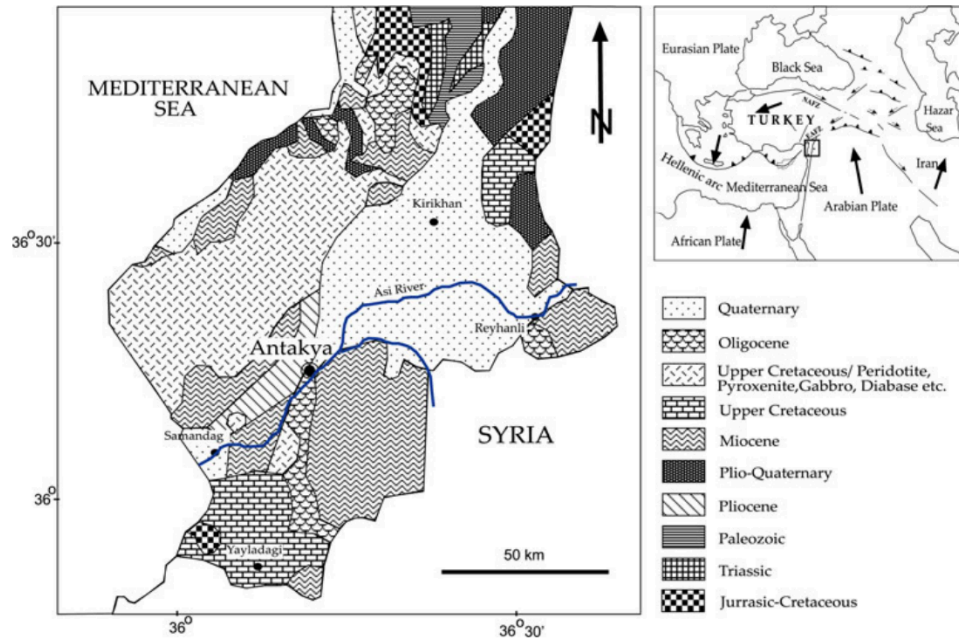 MEDITERRANEAN
SEA
N
Kirikhan
36° 30'
Asi River
Reyhanli
Antakya
Samandag
SYRIA
36°
Yayladagi
50 km
36°
36° 30'
Eurasian Plate
Black Sea
NAFZ
TURKEY
EAFZ
Hazar
Sea
Hellenic arc
Mediterranean Sea
Iran
Arabian Plate
African Plate
Quaternary
Oligocene
Upper Cretaceous/ Peridotite,
Pyroxenite,Gabbro, Diabase etc.
Upper Cretaceous
Miocene
Plio-Quaternary
Pliocene
Paleozoic
Triassic
Jurrasic-Cretaceous